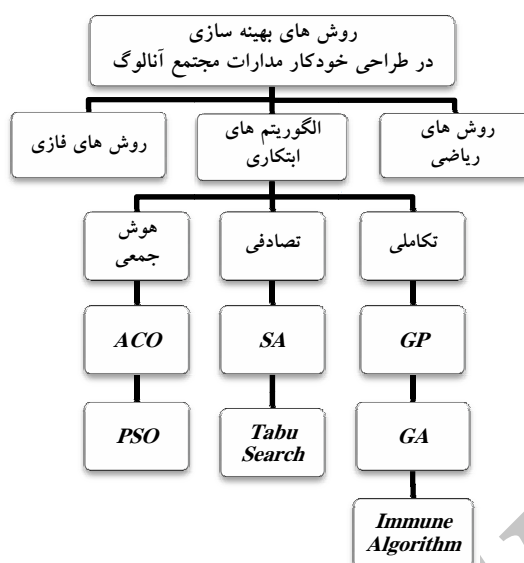 روش های بهینه سازی
در طراحی خودکار مدارات مجتمع آنالوگ
روش های
ریاضی
الگوریتم های
ابتکاری
روش های فازی
تکاملی
تصادفی
هوش
جمعی
GP
SA
ACO
GA
Tabu
Search
PSO
Immune
Algorithm